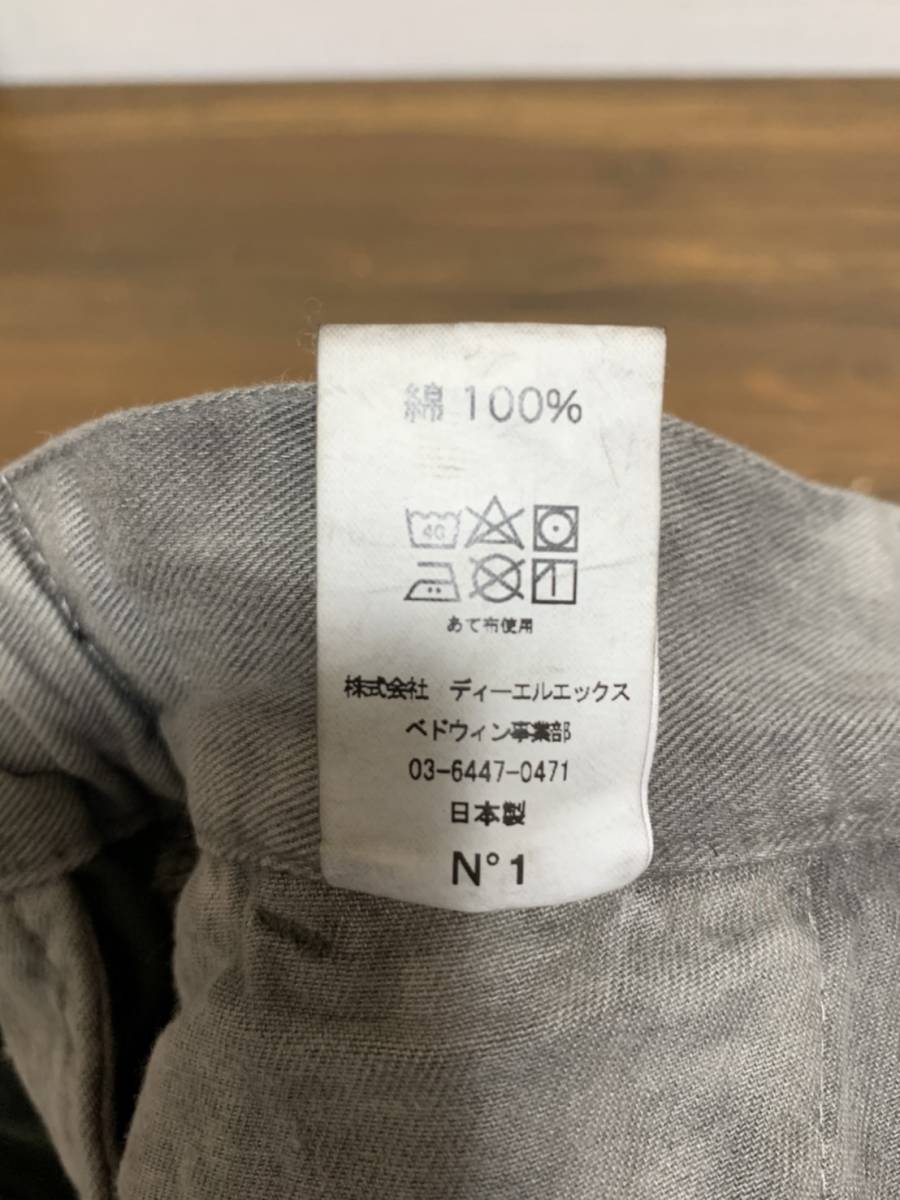 綿 100%
40
あて布使用
株式会社 ディーエルエックス
ベドウィン事業部
03-6447-0471
日本製
N°1